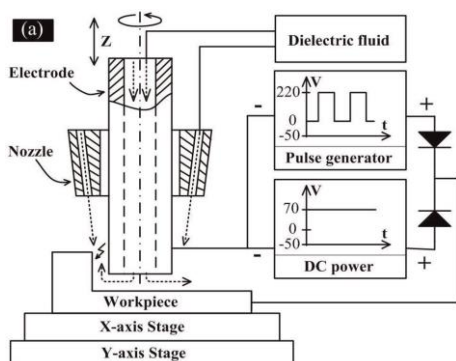 (a)
Z
Dielectric fluid
Electrode
V
220
0
-50
t
Pulse generator
-
+
Nozzle
V
70
0
-50
t
DC power
-
+
Workpiece
X-axis Stage
Y-axis Stage